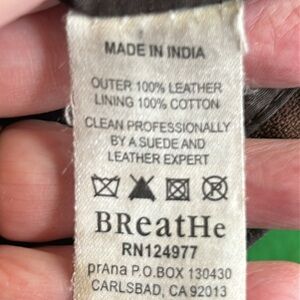 MADE IN INDIA
OUTER 100% LEATHER
LINING 100% COTTON
CLEAN PROFESSIONALLY
BY A SUEDE AND
LEATHER EXPERT
BReatHe
RN124977
prAna P.O.BOX 130430
CARLSBAD, CA 92013